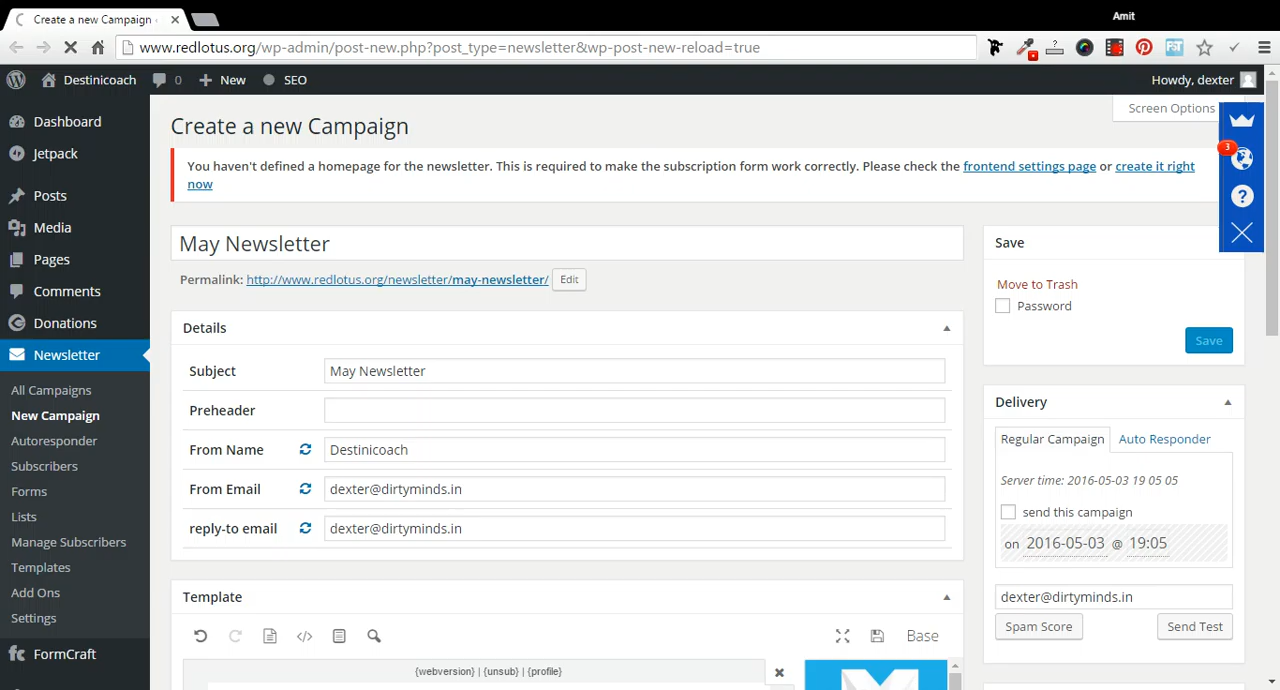 Amit
Create a new Campaign
www.redlotus.org/wp-admin/post-new.php?post_type=newsletter&wp-post-new-reload=true
Destinicoach 0 New SEO Howdy, dexter
Screen Options
Dashboard
Jetpack
Posts
Media
Pages
Comments
Donations
Newsletter
All Campaigns
New Campaign
Autoresponder
Subscribers
Forms
Lists
Manage Subscribers
Templates
Add Ons
Settings
FormCraft
Create a new Campaign
You haven't defined a homepage for the newsletter. This is required to make the subscription form work correctly. Please check the frontend settings page or create it right
now
3
May Newsletter
Permalink: http://www.redlotus.org/newsletter/may-newsletter/ Edit
Details
Subject May Newsletter
Preheader
From Name Destinicoach
From Email dexter@dirtyminds.in
reply-to email dexter@dirtyminds.in
Template
Base
{webversion} | {unsub} | {profile}
Save
Move to Trash
Password
Save
Delivery
Regular Campaign Auto Responder
Server time: 2016-05-03 19 05 05
send this campaign
on 2016-05-03 @ 19:05
dexter@dirtyminds.in
Spam Score Send Test